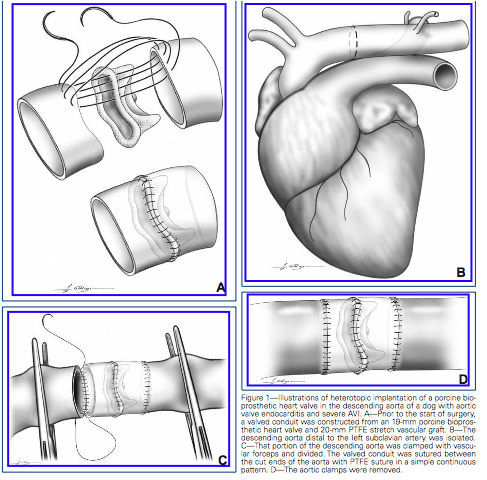 A
B
C
D
Figure 1—Illustrations of heterotopic implantation of a porcine bio-
prosthetic heart valve in the descending aorta of a dog with aortic
valve endocarditis and severe AVI. A—Prior to the start of surgery,
a valved conduit was constructed from an 19-mm porcine biopros-
thetic heart valve and 20-mm PTFE stretch vascular graft. B—The
descending aorta distal to the left subclavian artery was isolated.
C—That portion of the descending aorta was clamped with vascu-
lar forceps and divided. The valved conduit was sutured between
the cut ends of the aorta with PTFE suture in a simple continuous
pattern. D—The aortic clamps were removed.